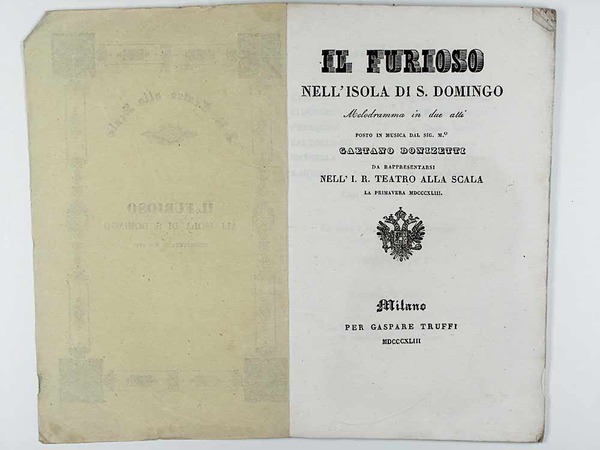 IL FURIOSO
NELL'ISOLA DI S. DOMINGO
Melodramma in due atti
POSTO IN MUSICA DAL SIG. M.º
GAETANO DONIZETTI
DA RAPPRESENTARSI
NELL' I. R. TEATRO ALLA SCALA
LA PRIMAVERA MDCCCXLIII.
Milano
PER GASPARE TRUFFI
MDCCCXLIII